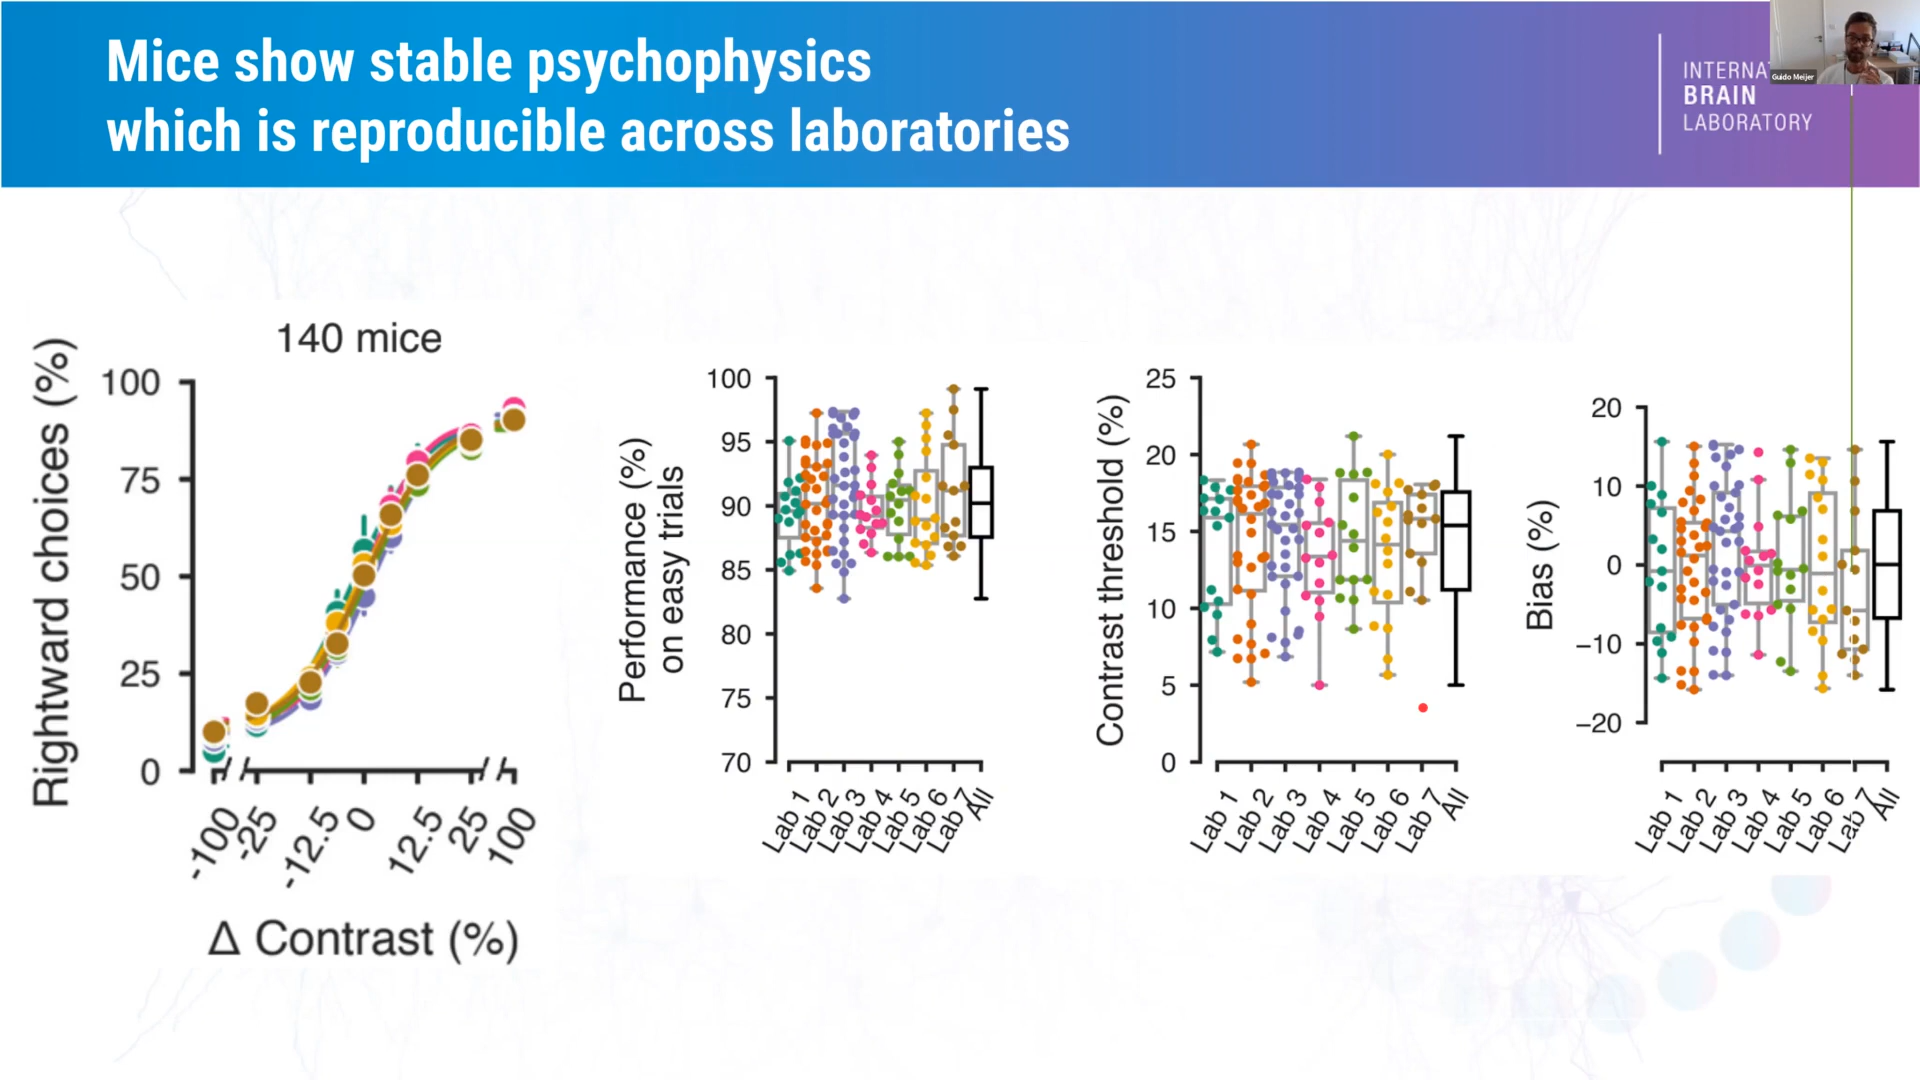 Mice show stable psychophysics
which is reproducible across laboratories
BRAIN
LABORATORY
Guido Meijer
140 mice
Rightward choices (%)
100
75
50
25
0
-100
-25
-12.5
0
12.5
25
100
Δ Contrast (%)
Performance (%)
on easy trials
100
95
90
85
80
75
70
Lab 1
Lab 2
Lab 3
Lab 4
Lab 5
Lab 6
Lab 7
All
Contrast threshold (%)
25
20
15
10
5
0
Lab 1
Lab 2
Lab 3
Lab 4
Lab 5
Lab 6
Lab 7
All
Bias (%)
20
10
0
−10
−20
Lab 1
Lab 2
Lab 3
Lab 4
Lab 5
Lab 6
Lab 7
All